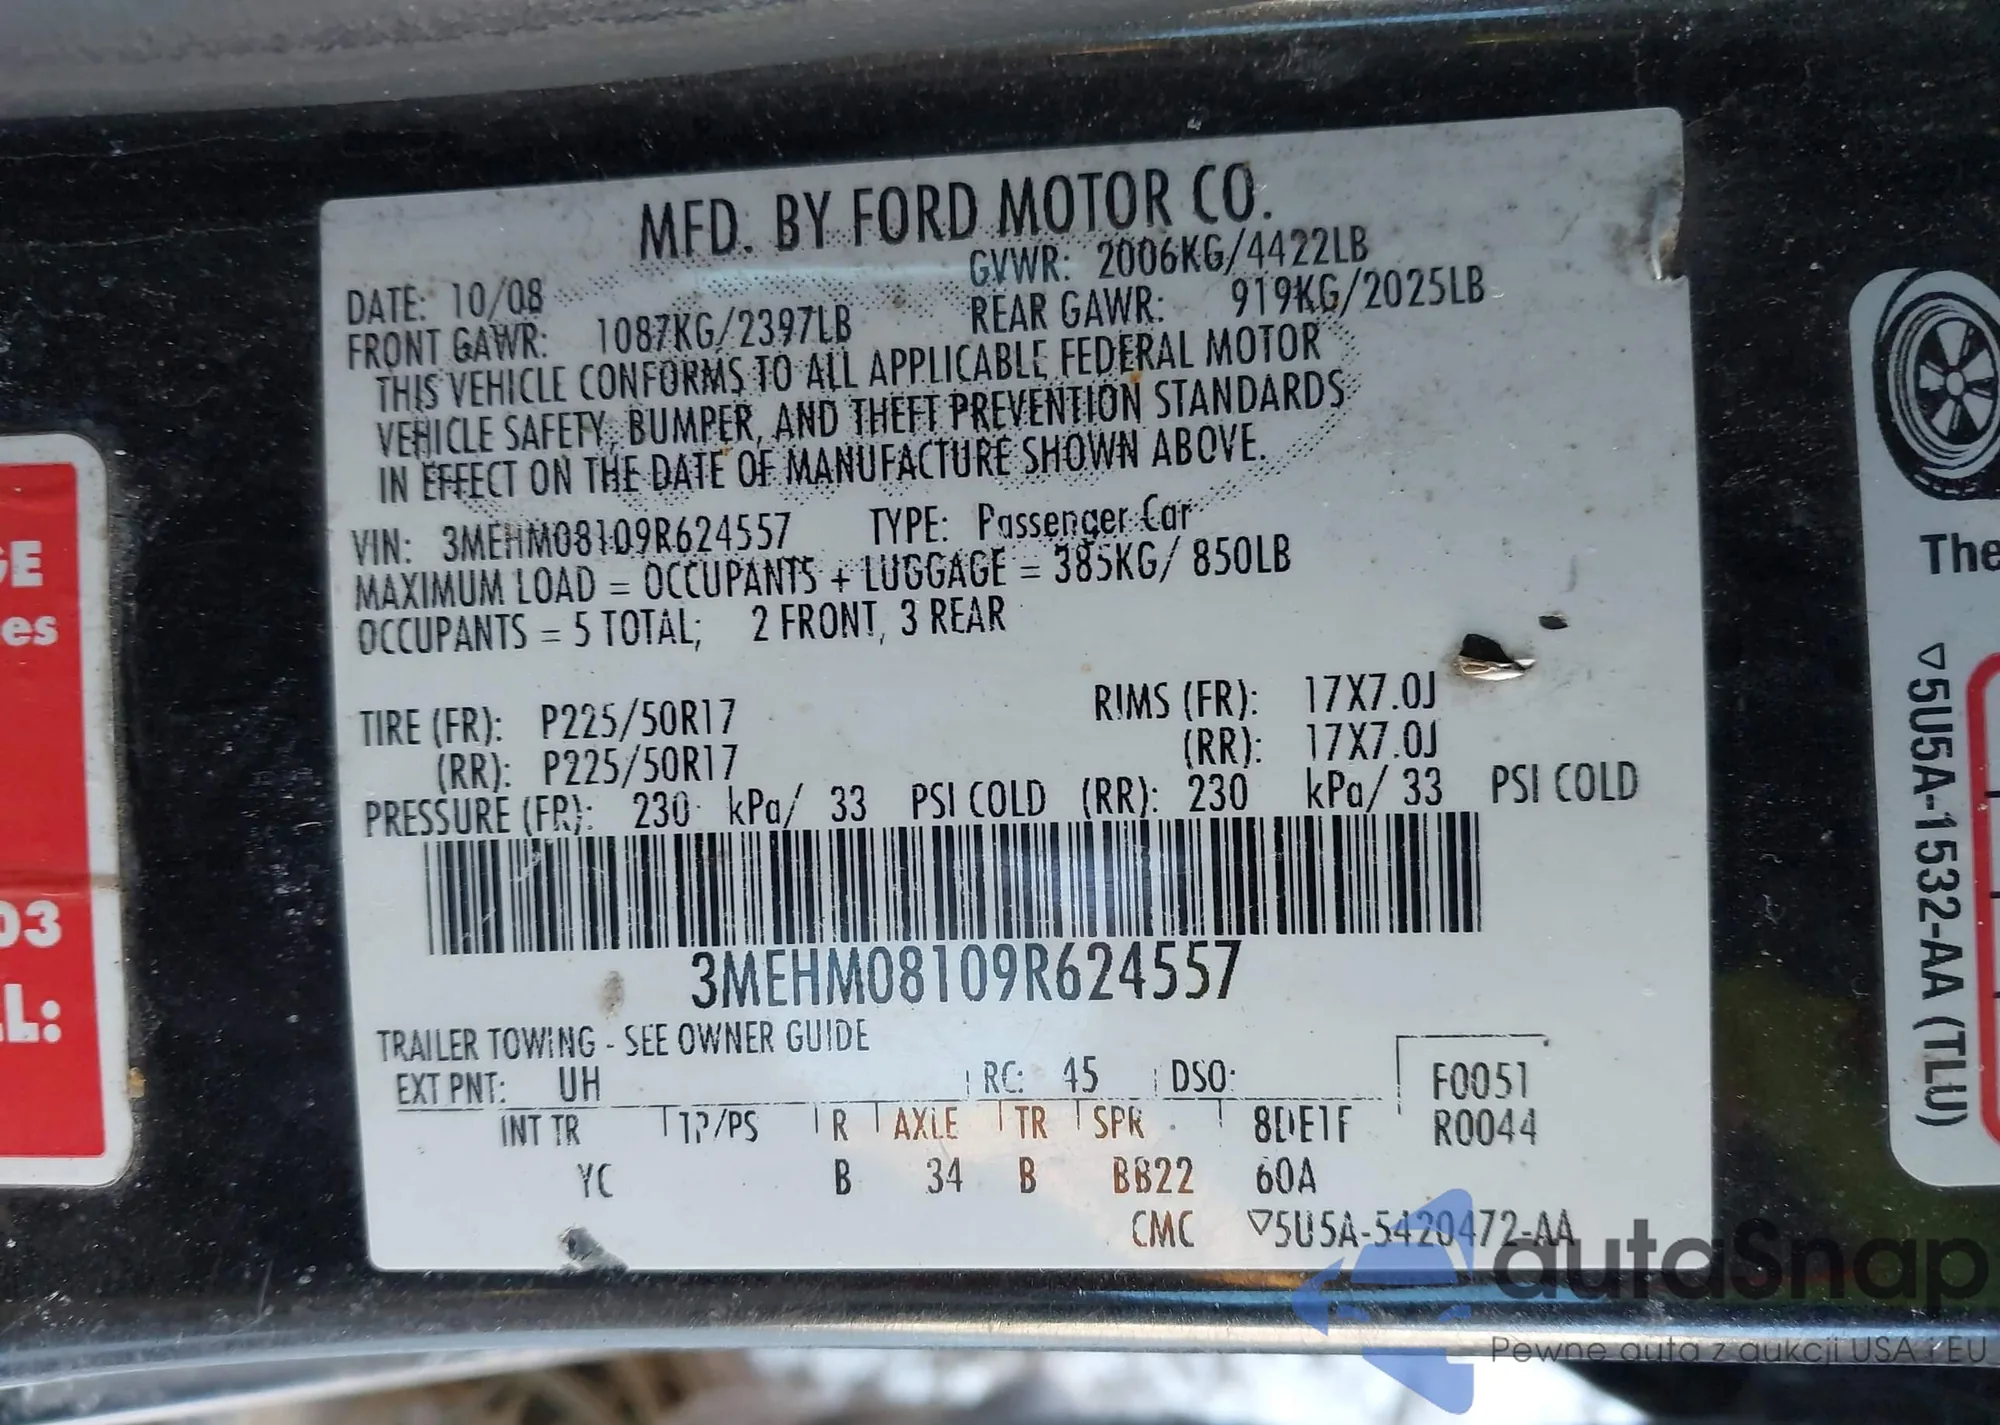 MFD. BY FORD MOTOR CO.
DATE: 10/08 GVWR: 2006KG/4422LB
FRONT GAWR: 1087KG/2397LB REAR GAWR: 919KG/2025LB
THIS VEHICLE CONFORMS TO ALL APPLICABLE FEDERAL MOTOR
VEHICLE SAFETY, BUMPER, AND THEFT PREVENTION STANDARDS
IN EFFECT ON THE DATE OF MANUFACTURE SHOWN ABOVE.
VIN: 3MEHM08109R624557 TYPE: Passenger Car
MAXIMUM LOAD = OCCUPANTS + LUGGAGE = 385KG/ 850LB
OCCUPANTS = 5 TOTAL; 2 FRONT, 3 REAR
TIRE (FR): P225/50R17 RIMS (FR): 17X7.0J
(RR): P225/50R17 (RR): 17X7.0J
PRESSURE (FR): 230 kPa/ 33 PSI COLD (RR): 230 kPa/ 33 PSI COLD
3MEHM08109R624557
TRAILER TOWING - SEE OWNER GUIDE
EXT PNT: UH RC: 45 DSO: F0051
INT TR TP/PS R AXLE TR SPR 8DE1F R0044
YC B 34 B BB22 60A
CMC ▽5U5A-5420472-AA
GE
es
03
L:
The
▽5U5A-1532-AA (TLU)
autaSnap
Pewne auta z aukcji USA i EU